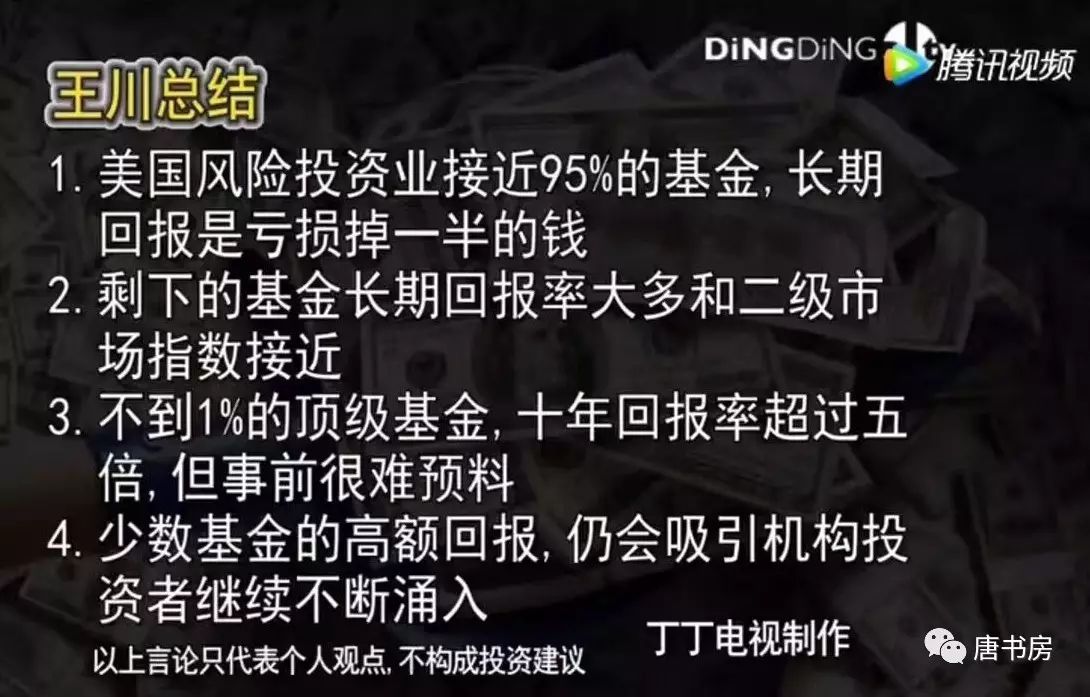 DiNGDiNG tv
腾讯视频
王川总结
1. 美国风险投资业接近95%的基金, 长期
回报是亏损掉一半的钱
2. 剩下的基金长期回报率大多和二级市
场指数接近
3. 不到1%的顶级基金, 十年回报率超过五
倍, 但事前很难预料
4. 少数基金的高额回报, 仍会吸引机构投
资者继续不断涌入
丁丁电视制作
以上言论只代表个人观点, 不构成投资建议
唐书房